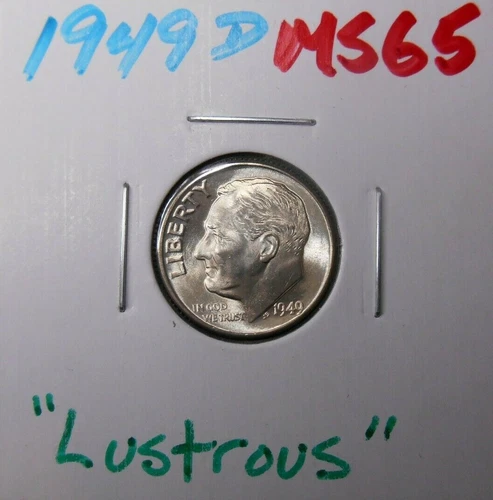 1949 D MS65
LIBERTY
IN GOD
WE TRUST
1949
"Lustrous"